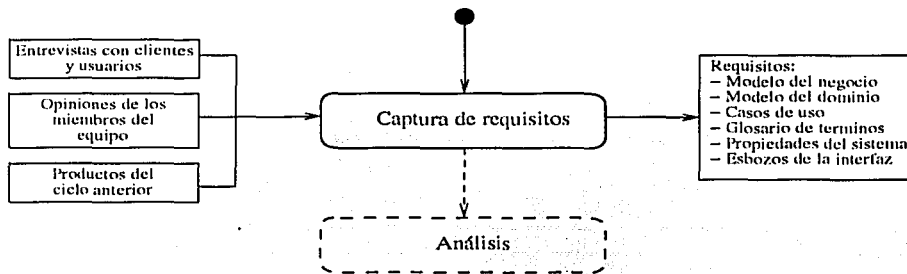 Entrevistas con clientes
y usuarios
Opiniones de los
miembros del
equipo
Productos del
ciclo anterior
Captura de requisitos
Análisis
Requisitos:
– Modelo del negocio
– Modelo del dominio
– Casos de uso
– Glosario de terminos
– Propiedades del sistema
– Esbozos de la interfaz